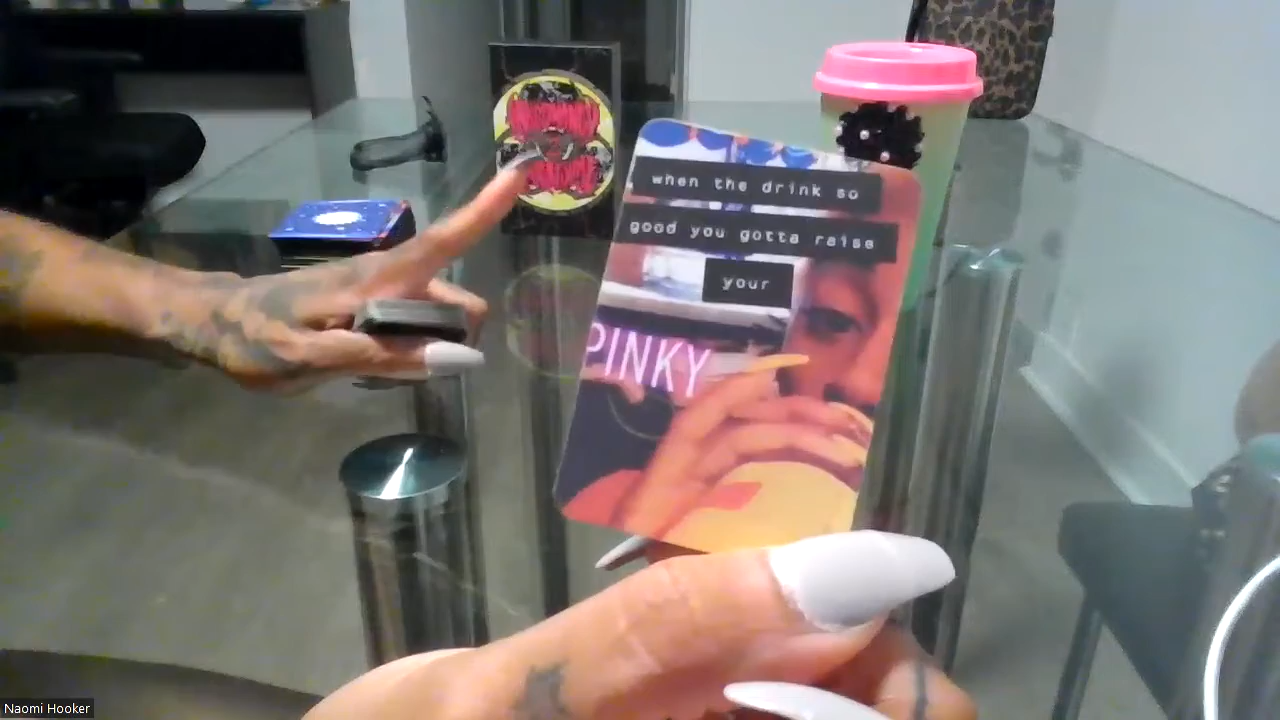 when the drink so
good you gotta raise
your
PINKY
Naomi Hooker